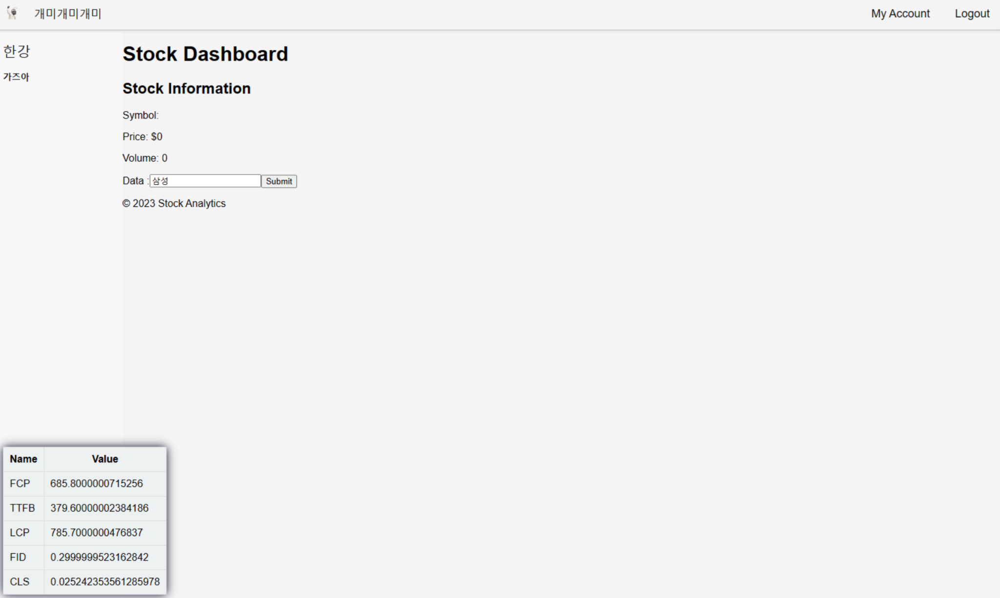 개미개미개미 My Account Logout
한강
가즈아
Stock Dashboard
Stock Information
Symbol:
Price: $0
Volume: 0
Data : 삼성 Submit
© 2023 Stock Analytics
Name Value
FCP 685.8000000715256
TTFB 379.60000002384186
LCP 785.7000000476837
FID 0.2999999523162842
CLS 0.025242353561285978